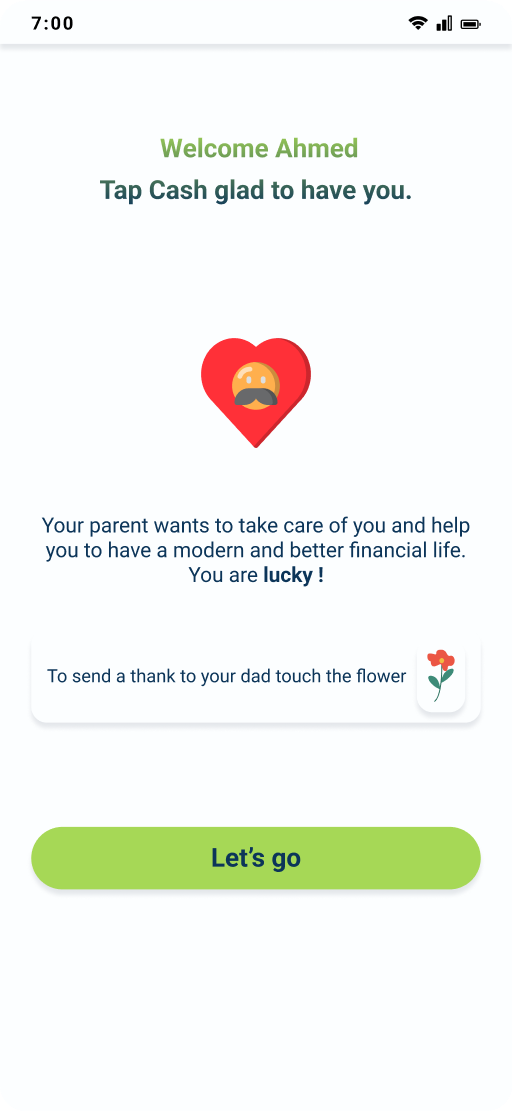 7:00
Welcome Ahmed
Tap Cash glad to have you.
Your parent wants to take care of you and help
you to have a modern and better financial life.
You are lucky !
To send a thank to your dad touch the flower
Let's go